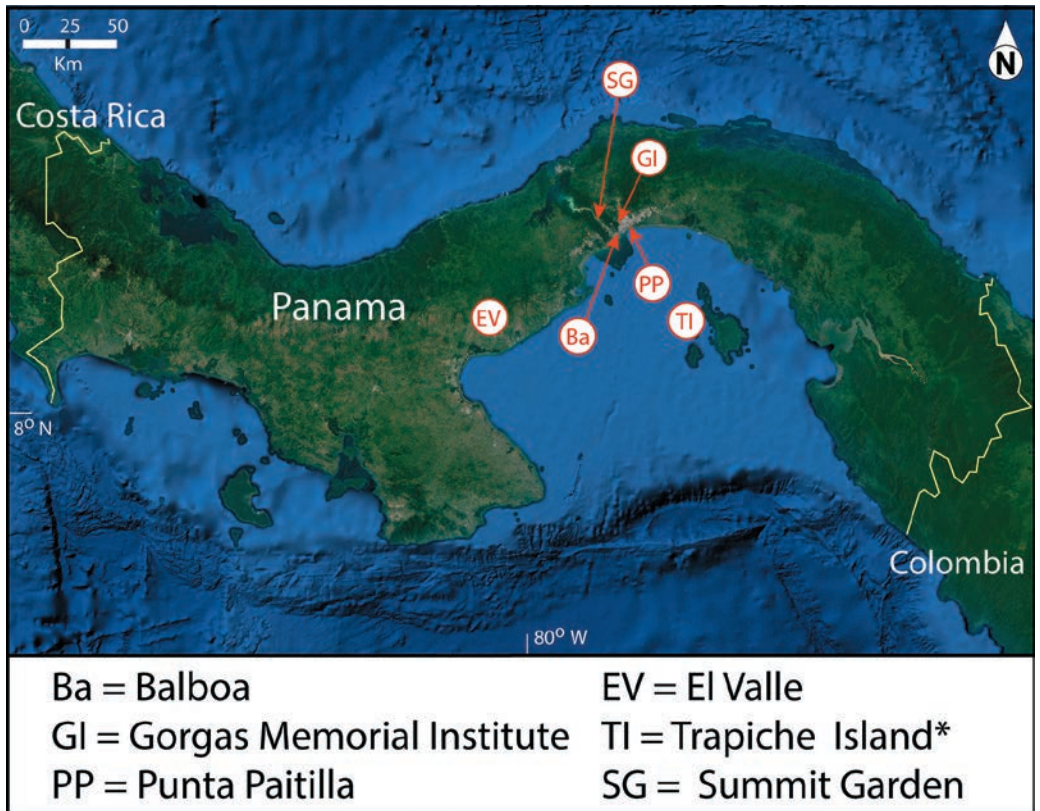 0 25 50
Km
N
SG
Costa Rica
GI
PP
Panama
EV
TI
Ba
8° N
Colombia
80° W
Ba = Balboa
EV = El Valle
GI = Gorgas Memorial Institute
TI = Trapiche Island*
PP = Punta Paitilla
SG = Summit Garden